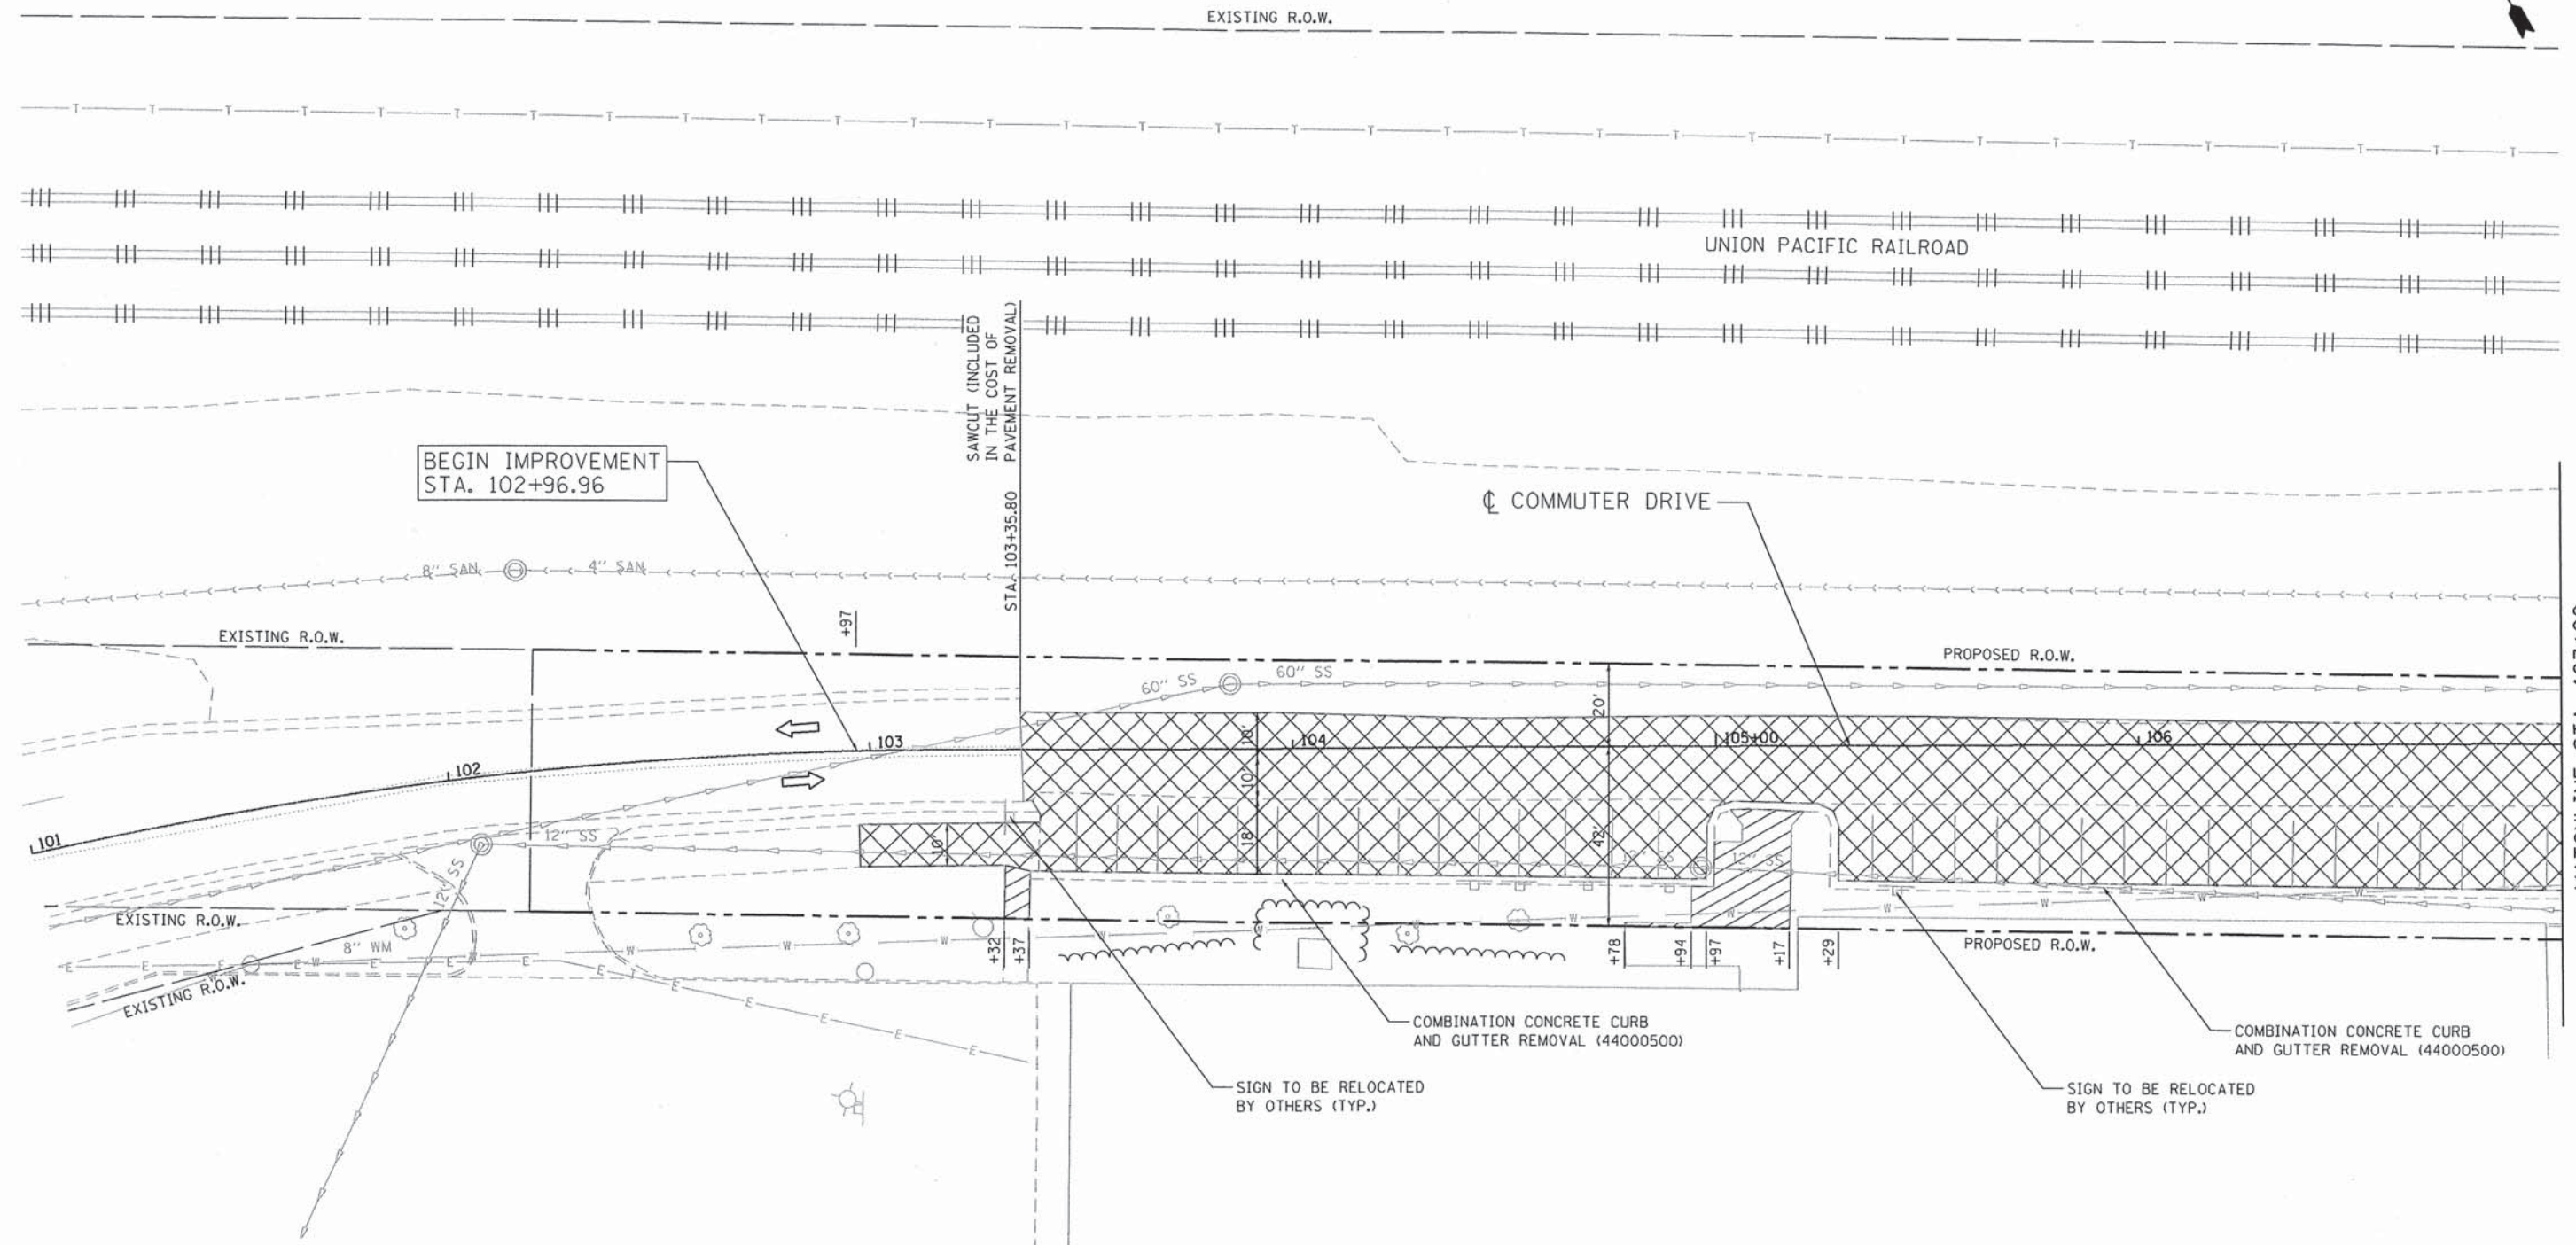 EXISTING R.O.W.
UNION PACIFIC RAILROAD
SAWCUT (INCLUDED
IN THE COST OF
PAVEMENT REMOVAL)
STA. 103+35.80
BEGIN IMPROVEMENT
STA. 102+96.96
℄ COMMUTER DRIVE
8" SAN
4" SAN
+97
EXISTING R.O.W.
PROPOSED R.O.W.
60" SS
60" SS
20'
10'
103
104
105+00
106
102
101
10'
18'
42'
10'
12" SS
12" SS
12" SS
12" SS
EXISTING R.O.W.
8" WM
EXISTING R.O.W.
+32
+37
+78
+94
+97
+17
+29
PROPOSED R.O.W.
COMBINATION CONCRETE CURB
AND GUTTER REMOVAL (44000500)
COMBINATION CONCRETE CURB
AND GUTTER REMOVAL (44000500)
SIGN TO BE RELOCATED
BY OTHERS (TYP.)
SIGN TO BE RELOCATED
BY OTHERS (TYP.)